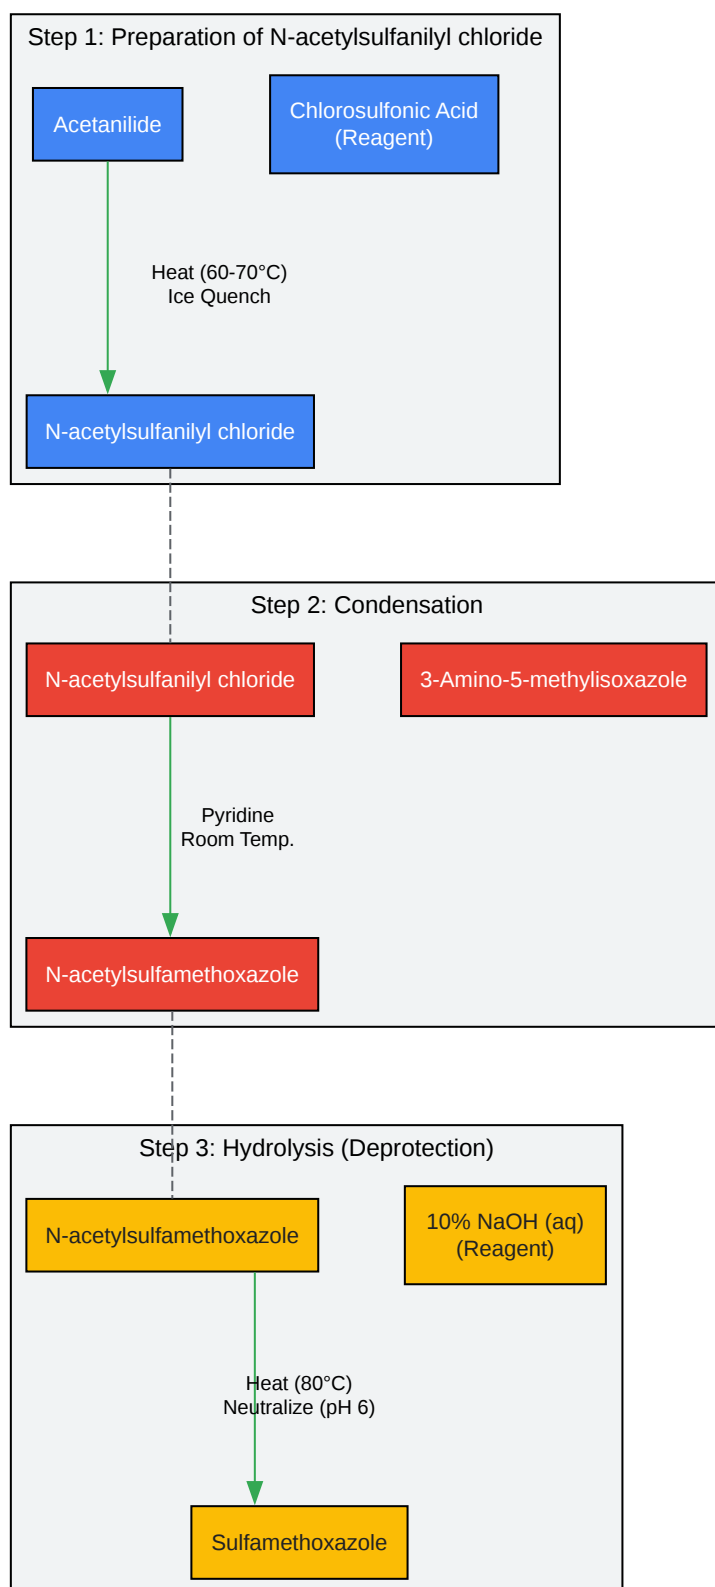 Step 1: Preparation of N-acetylsulfanilyl chloride
Acetanilide
Chlorosulfonic Acid
(Reagent)
Heat (60-70°C)
Ice Quench
N-acetylsulfanilyl chloride
Step 2: Condensation
N-acetylsulfanilyl chloride
3-Amino-5-methylisoxazole
Pyridine
Room Temp.
N-acetylsulfamethoxazole
Step 3: Hydrolysis (Deprotection)
N-acetylsulfamethoxazole
10% NaOH (aq)
(Reagent)
Heat (80°C)
Neutralize (pH 6)
Sulfamethoxazole